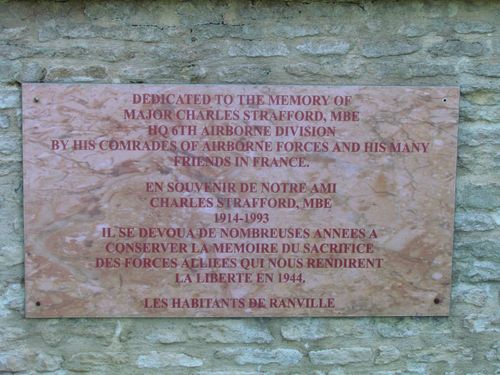 DEDICATED TO THE MEMORY OF
MAJOR CHARLES STRAFFORD, MBE
HQ 6TH AIRBORNE DIVISION
BY HIS COMRADES OF AIRBORNE FORCES AND HIS MANY
FRIENDS IN FRANCE.
EN SOUVENIR DE NOTRE AMI
CHARLES STRAFFORD, MBE
1914-1993
IL SE DEVOUA DE NOMBREUSES ANNEES A
CONSERVER LA MEMOIRE DU SACRIFICE
DES FORCES ALLIEES QUI NOUS RENDIRENT
LA LIBERTE EN 1944.
LES HABITANTS DE RANVILLE